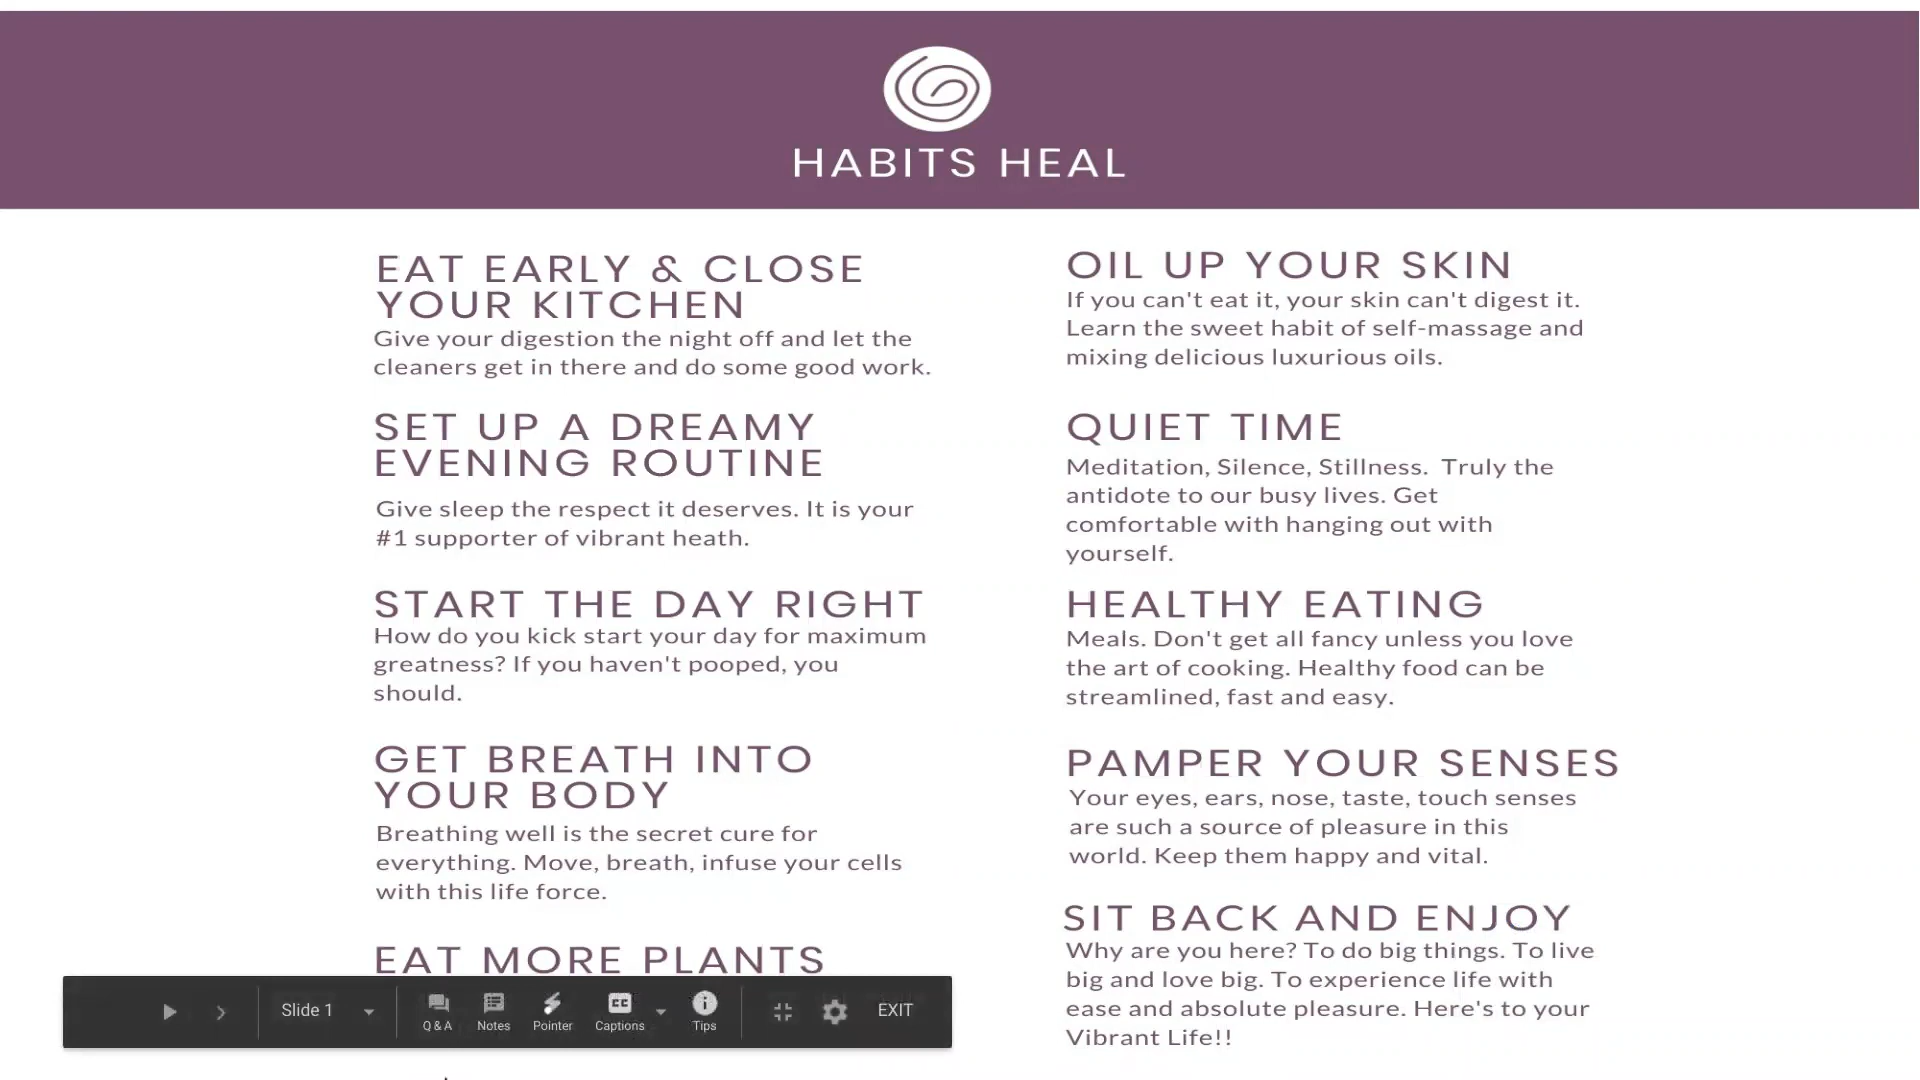 HABITS HEAL
EAT EARLY & CLOSE
YOUR KITCHEN
Give your digestion the night off and let the
cleaners get in there and do some good work.
SET UP A DREAMY
EVENING ROUTINE
Give sleep the respect it deserves. It is your
#1 supporter of vibrant heath.
START THE DAY RIGHT
How do you kick start your day for maximum
greatness? If you haven't pooped, you
should.
GET BREATH INTO
YOUR BODY
Breathing well is the secret cure for
everything. Move, breath, infuse your cells
with this life force.
EAT MORE PLANTS
OIL UP YOUR SKIN
If you can't eat it, your skin can't digest it.
Learn the sweet habit of self-massage and
mixing delicious luxurious oils.
QUIET TIME
Meditation, Silence, Stillness.  Truly the
antidote to our busy lives. Get
comfortable with hanging out with
yourself.
HEALTHY EATING
Meals. Don't get all fancy unless you love
the art of cooking. Healthy food can be
streamlined, fast and easy.
PAMPER YOUR SENSES
Your eyes, ears, nose, taste, touch senses
are such a source of pleasure in this
world. Keep them happy and vital.
SIT BACK AND ENJOY
Why are you here? To do big things. To live
big and love big. To experience life with
ease and absolute pleasure. Here's to your
Vibrant Life!!
Slide 1
Q & A
Notes
Pointer
CC
Captions
Tips
EXIT